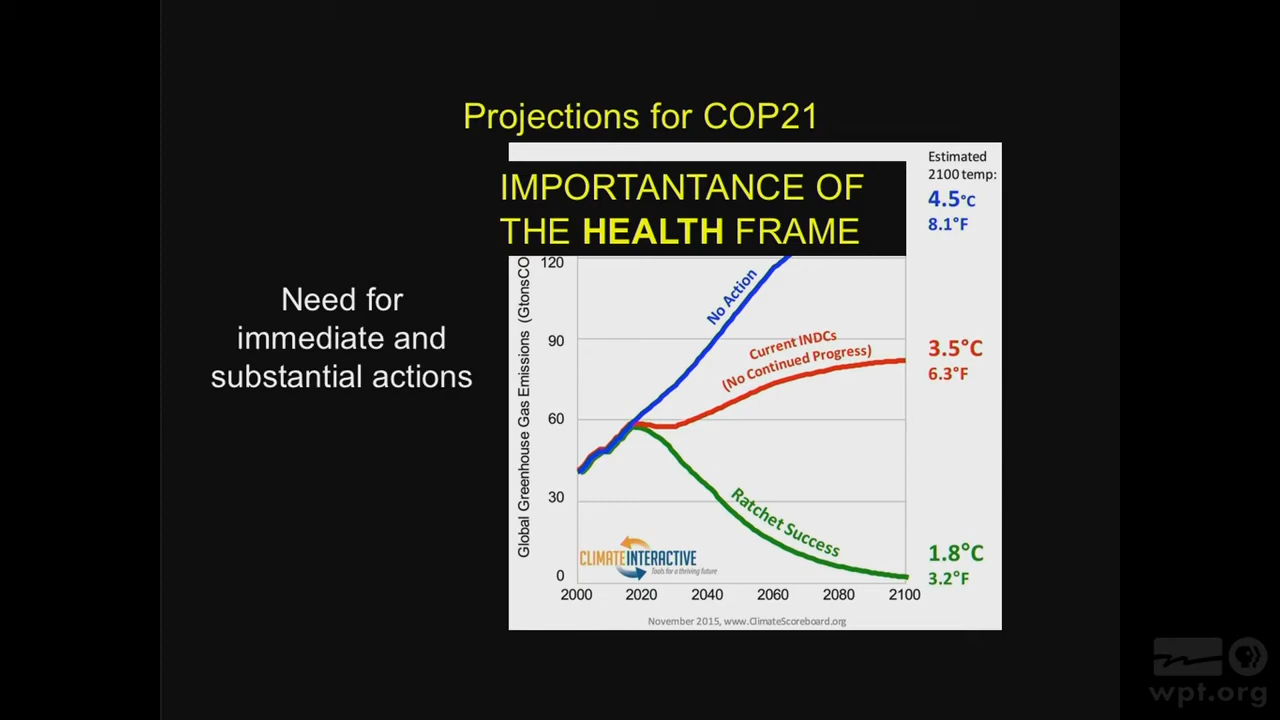 Projections for COP21
IMPORTANTANCE OF
THE HEALTH FRAME
Need for
immediate and
substantial actions
Estimated
2100 temp:
4.5°C
8.1°F
3.5°C
6.3°F
1.8°C
3.2°F
Global Greenhouse Gas Emissions (GtonsCO
120
90
60
30
0
No Action
Current INDCs
(No Continued Progress)
Ratchet Success
CLIMATE INTERACTIVE
Tools for a thriving future
2000 2020 2040 2060 2080 2100
November 2015, www.ClimateScoreboard.org
PBS
wpt.org